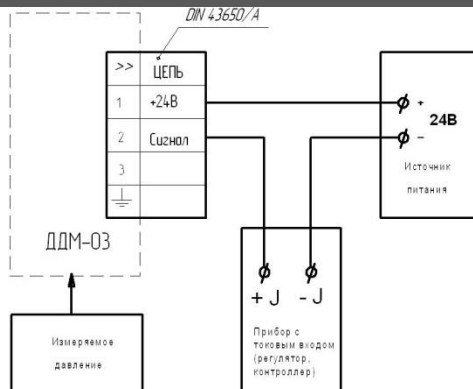 DIN 43650/A
>> ЦЕПЬ
1 +24В
2 Сигнал
3
ДДМ-03
+
24В
-
Источник
питания
+ J - J
Прибор с
токовым входом
(регулятор,
контроллер)
Измеряемое
давление